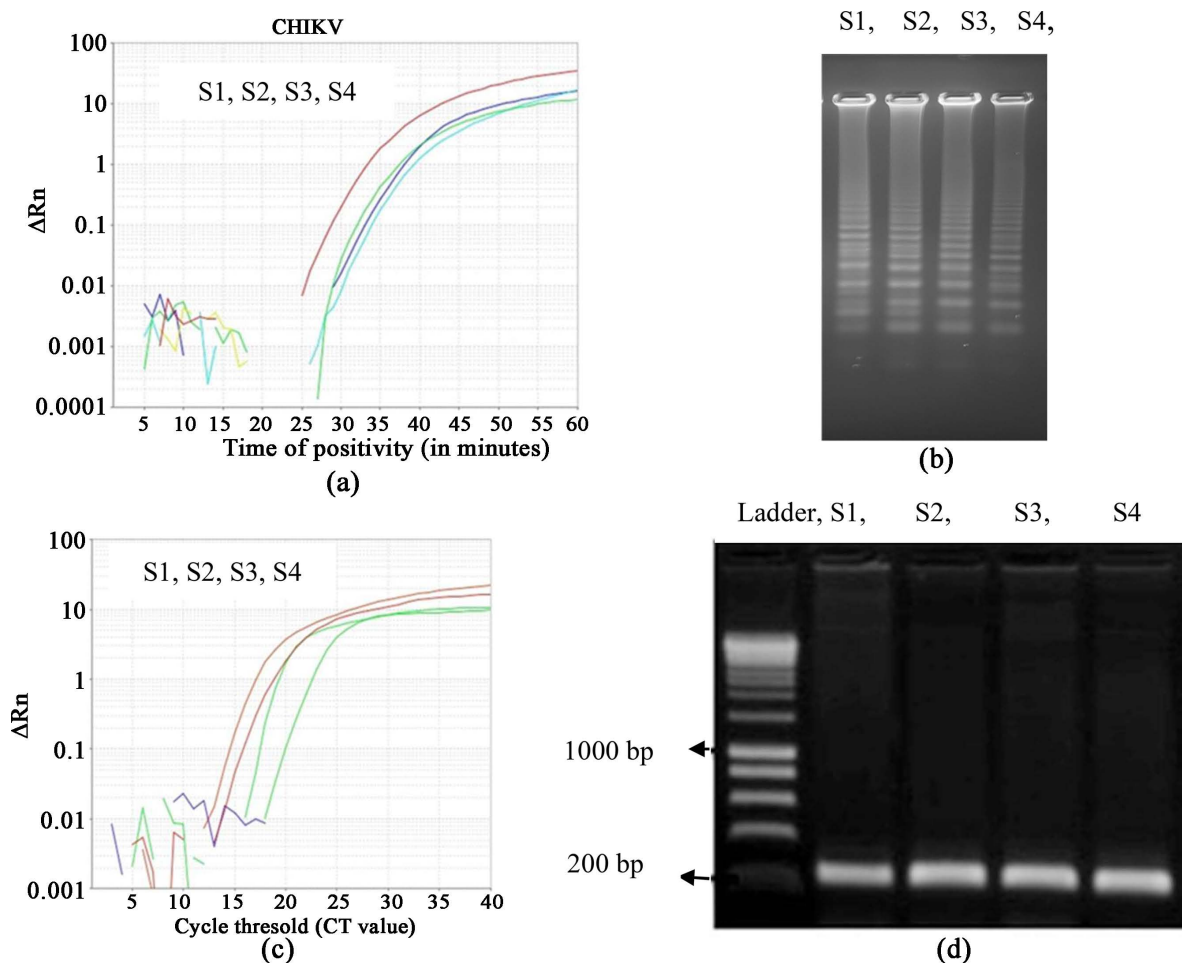 CHIKV
S1, S2, S3, S4
100
10
1
0.1
0.01
0.001
0.0001
ΔRn
5 10 15 20 25 30 35 40 45 50 55 60
Time of positivity (in minutes)
(a)
S1, S2, S3, S4,
(b)
S1, S2, S3, S4
100
10
1
0.1
0.01
0.001
ΔRn
5 10 15 20 25 30 35 40
Cycle thresold (CT value)
(c)
Ladder, S1, S2, S3, S4
1000 bp
200 bp
(d)